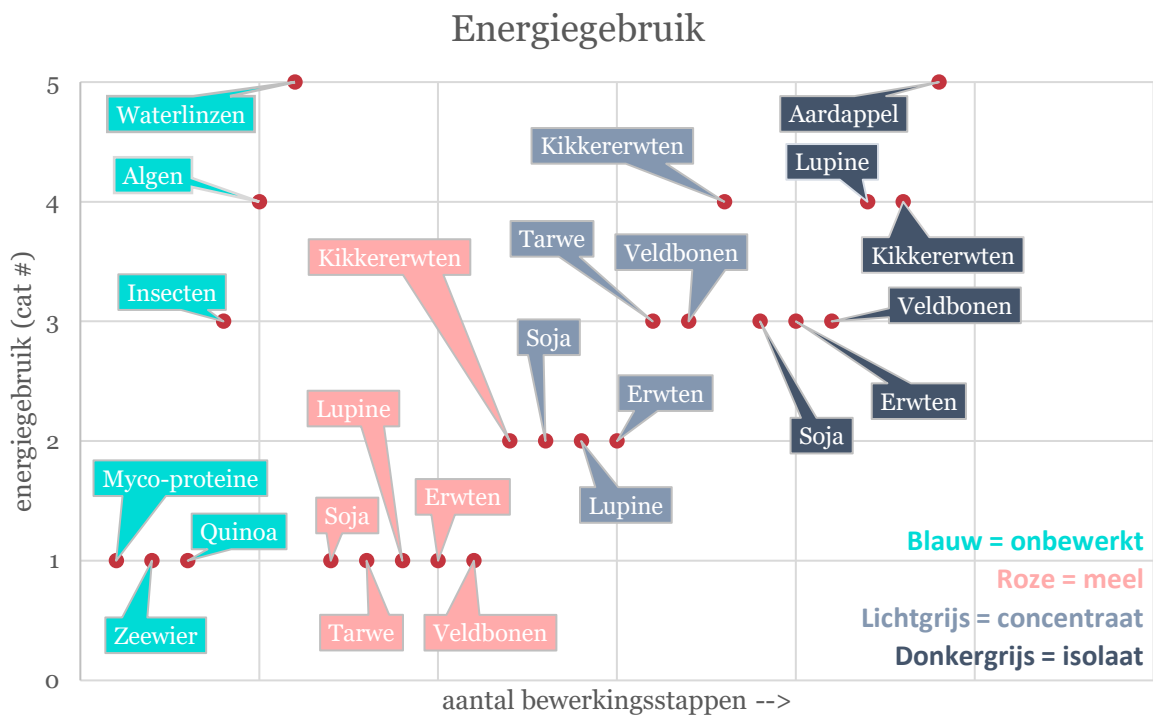 Energiegebruik
5
Waterlinzen
Aardappel
Kikkererwten
Lupine
Algen
4
Tarwe
Veldbonen
Kikkererwten
Kikkererwten
Insecten
Veldbonen
3
Soja
Erwten
Erwten
Lupine
Soja
2
Myco-proteine
Erwten
Lupine
Soja
Quinoa
Blauw = onbewerkt
1
Roze = meel
Lichtgrijs = concentraat
Zeewier
Tarwe
Veldbonen
Donkergrijs = isolaat
0
aantal bewerkingsstappen -->
energiegebruik (cat #)